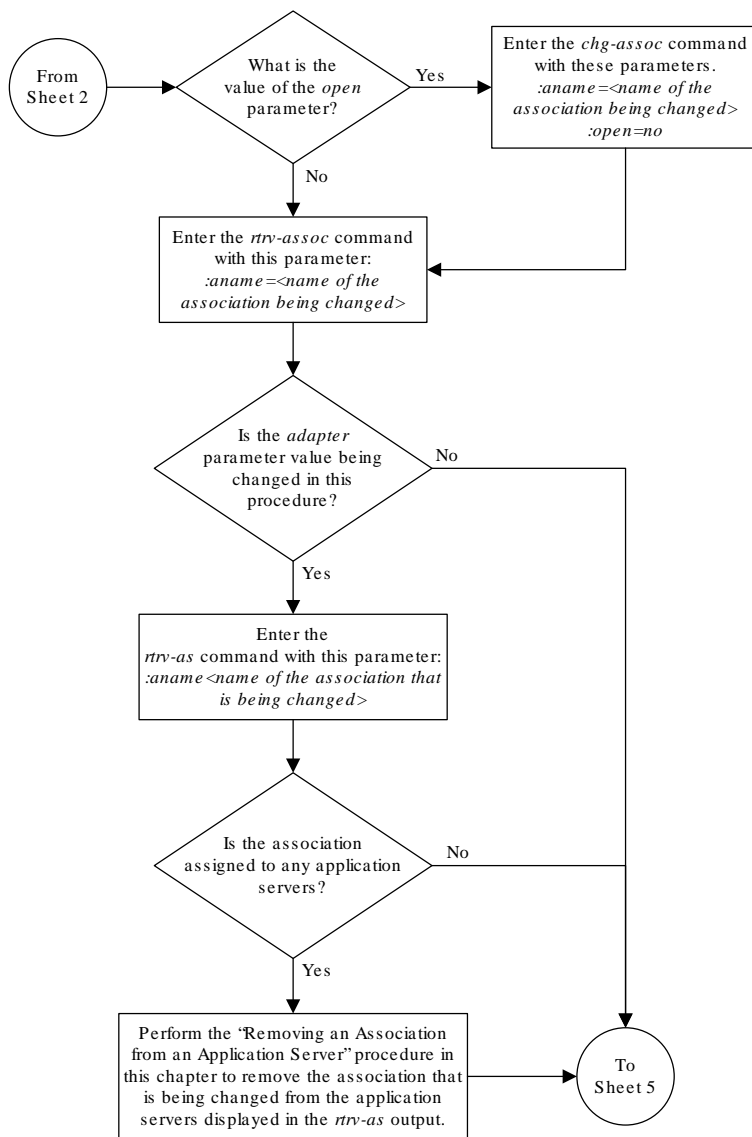 From
Sheet 2
What is the
value of the open
parameter?
Yes
Enter the chg-assoc command
with these parameters.
:aname=<name of the
association being changed>
:open=no
No
Enter the rtrv-assoc command
with this parameter:
:aname=<name of the
association being changed>
Is the adapter
parameter value being
changed in this
procedure?
No
Yes
Enter the
rtrv-as command with this parameter:
:aname<name of the association that
is being changed>
Is the association
assigned to any application
servers?
No
Yes
Perform the “Removing an Association
from an Application Server” procedure in
this chapter to remove the association that
is being changed from the application
servers displayed in the rtrv-as output.
To
Sheet 5